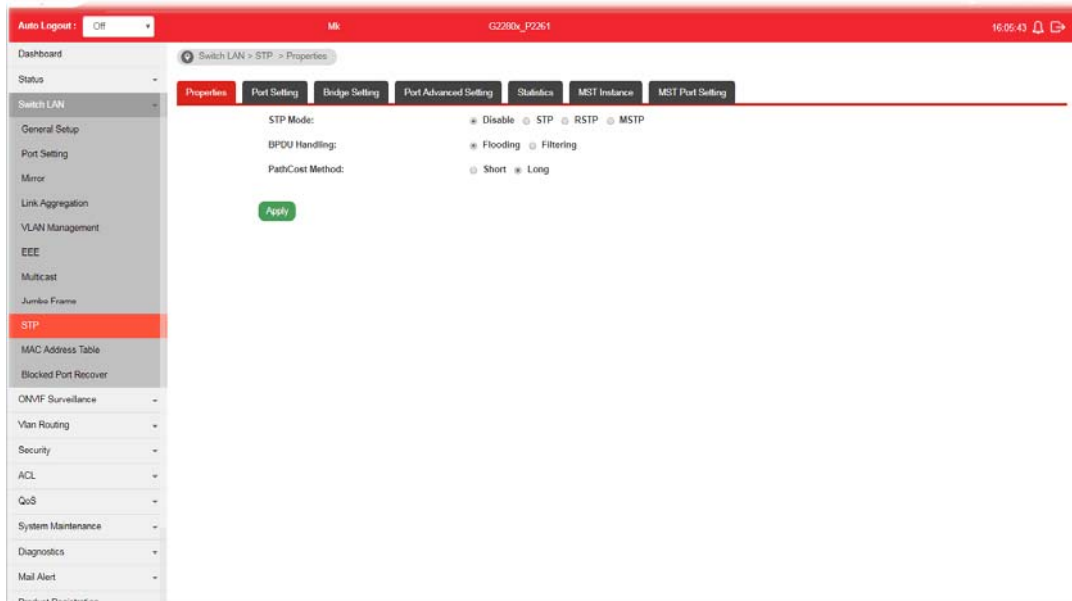 Auto Logout : Off Mk G2280x_P2261 16:05:43
Dashboard
Status
Switch LAN
General Setup
Port Setting
Mirror
Link Aggregation
VLAN Management
EEE
Multicast
Jumbo Frame
STP
MAC Address Table
Blocked Port Recover
ONVIF Surveillance
Vlan Routing
Security
ACL
QoS
System Maintenance
Diagnostics
Mail Alert
Product Registration
Switch LAN > STP > Properties
Properties Port Setting Bridge Setting Port Advanced Setting Statistics MST Instance MST Port Setting
STP Mode: Disable STP RSTP MSTP
BPDU Handling: Flooding Filtering
PathCost Method: Short Long
Apply